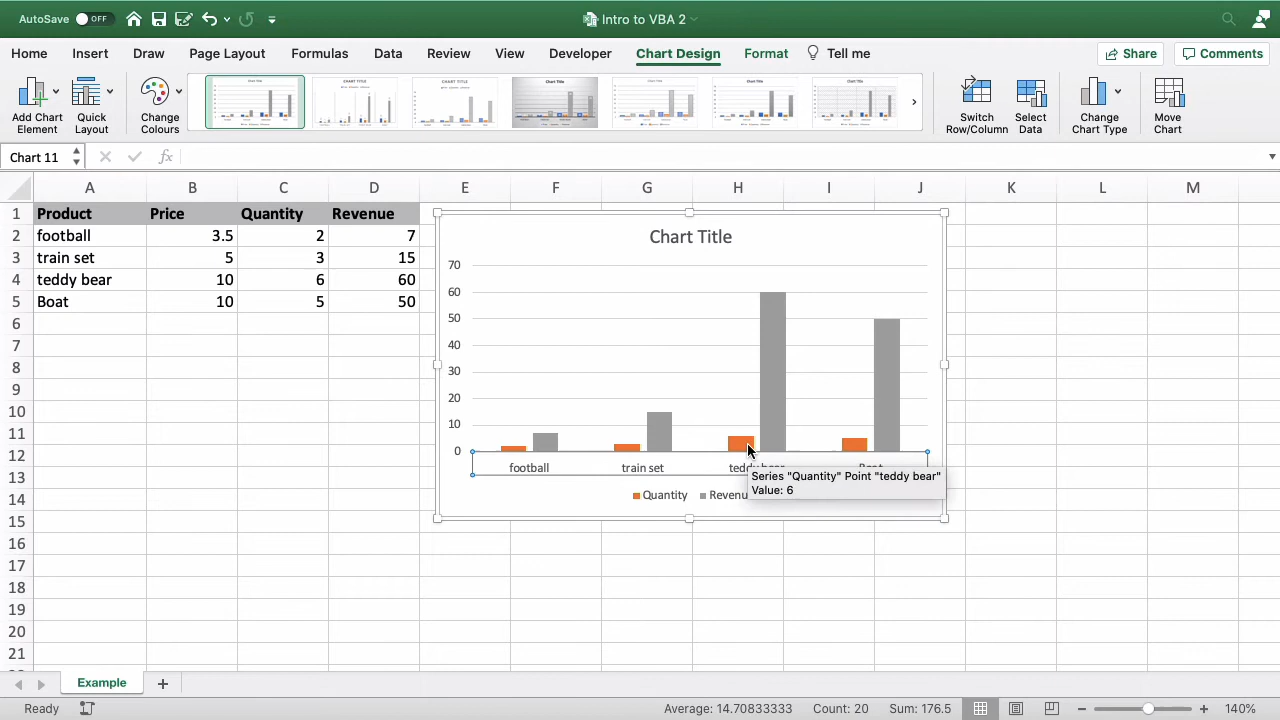 AutoSave OFF Intro to VBA 2
Home Insert Draw Page Layout Formulas Data Review View Developer Chart Design Format Tell me Share Comments
Add Chart Element Quick Layout Change Colours Switch Row/Column Select Data Change Chart Type Move Chart
Chart 11 fx
A B C D E F G H I J K L M
1 Product Price Quantity Revenue
2 football 3.5 2 7
3 train set 5 3 15
4 teddy bear 10 6 60
5 Boat 10 5 50
6
7
8
9
10
11
12
13
14
15
16
17
18
19
20
21
Chart Title
70
60
50
40
30
20
10
0
football train set
Series "Quantity" Point "teddy bear"
Value: 6
Quantity
Example
Ready Average: 14.70833333 Count: 20 Sum: 176.5 140%